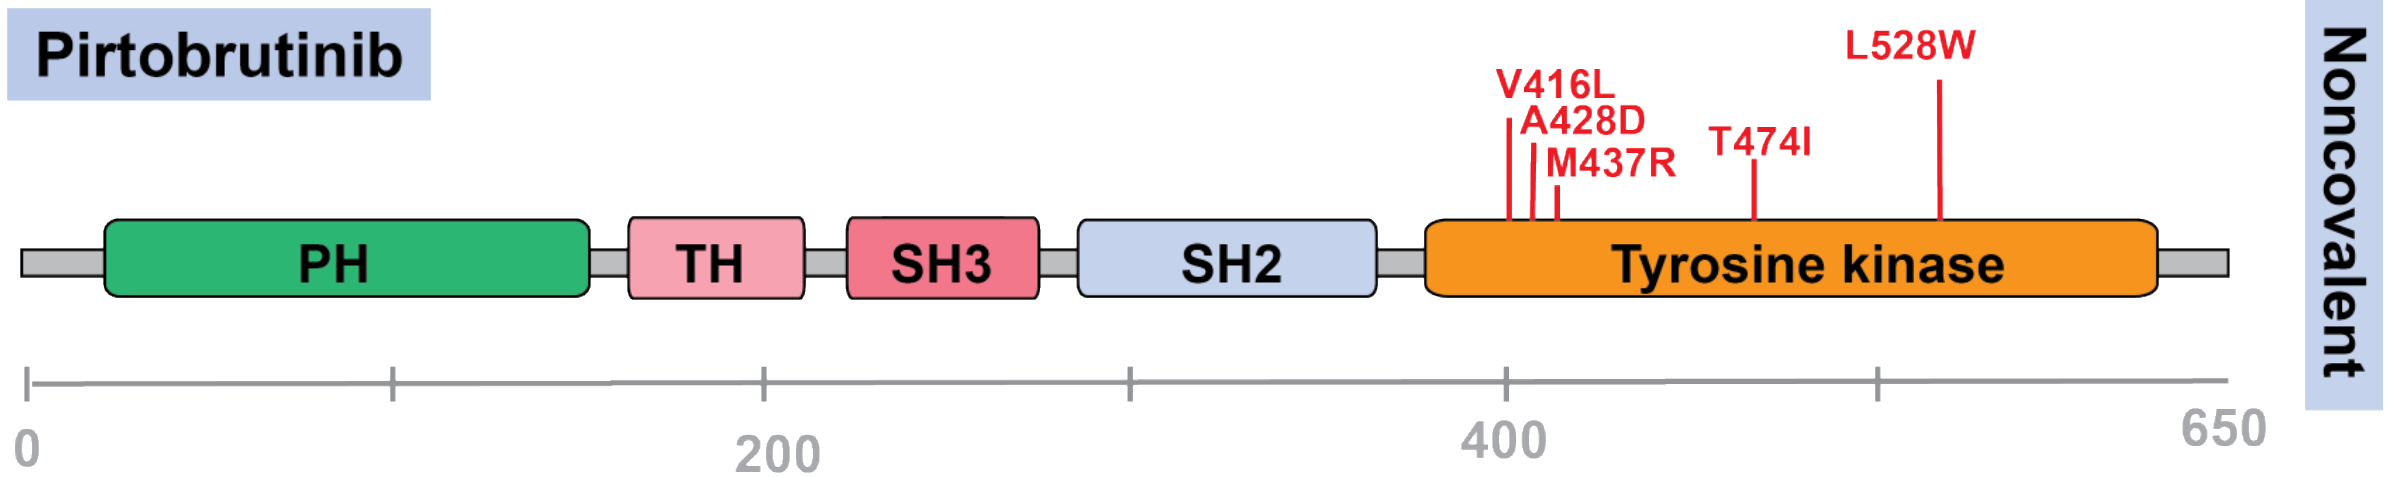 Pirtobrutinib
Noncovalent
L528W
V416L
A428D
M437R
T474I
PH
TH
SH3
SH2
Tyrosine kinase
0
200
400
650